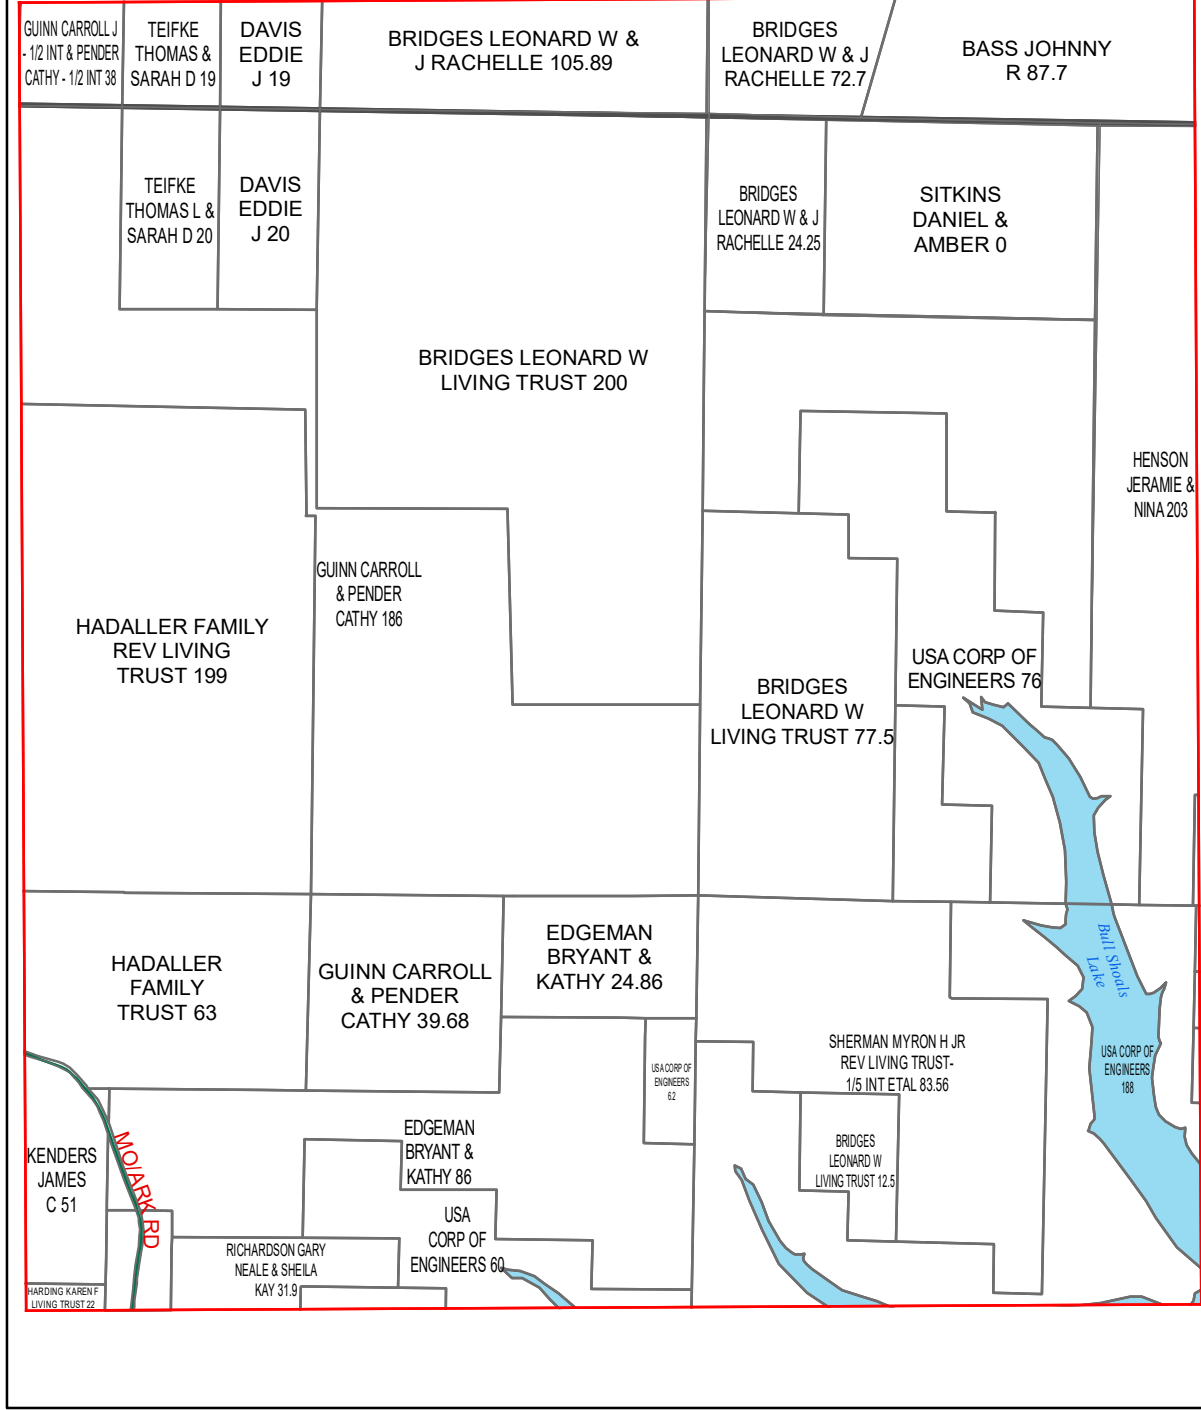 GUINN CARROLL J
- 1/2 INT & PENDER
CATHY - 1/2 INT 38
TEIFKE
THOMAS &
SARAH D 19
DAVIS
EDDIE
J 19
BRIDGES LEONARD W &
J RACHELLE 105.89
BRIDGES
LEONARD W & J
RACHELLE 72.7
BASS JOHNNY
R 87.7
TEIFKE
THOMAS L &
SARAH D 20
DAVIS
EDDIE
J 20
BRIDGES
LEONARD W & J
RACHELLE 24.25
SITKINS
DANIEL &
AMBER 0
BRIDGES LEONARD W
LIVING TRUST 200
HENSON
JERAMIE &
NINA 203
GUINN CARROLL
& PENDER
CATHY 186
HADALLER FAMILY
REV LIVING
TRUST 199
USA CORP OF
ENGINEERS 76
BRIDGES
LEONARD W
LIVING TRUST 77.5
HADALLER
FAMILY
TRUST 63
GUINN CARROLL
& PENDER
CATHY 39.68
EDGEMAN
BRYANT &
KATHY 24.86
Bull Shoals
Lake
SHERMAN MYRON H JR
REV LIVING TRUST-
1/5 INT ETAL 83.56
USA CORP OF
ENGINEERS
188
USA CORP OF
ENGINEERS
6.2
KENDERS
JAMES
C 51
MO/ARK RD
EDGEMAN
BRYANT &
KATHY 86
BRIDGES
LEONARD W
LIVING TRUST 12.5
USA
CORP OF
ENGINEERS 60
RICHARDSON GARY
NEALE & SHEILA
KAY 31.9
HARDING KAREN F
LIVING TRUST 22